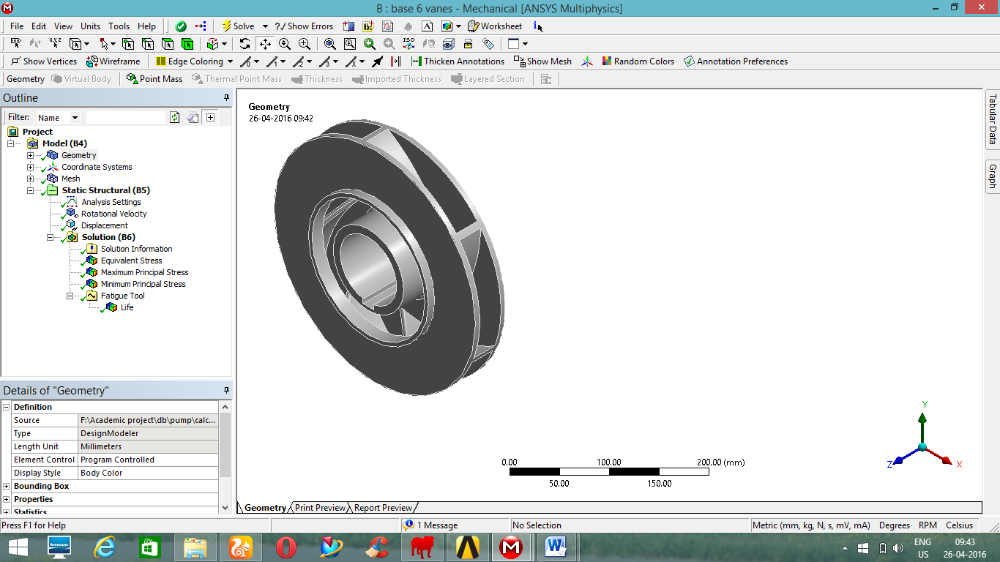 B : base 6 vanes - Mechanical [ANSYS Multiphysics]
File Edit View Units Tools Help Solve ?/ Show Errors Worksheet
Show Vertices Wireframe Edge Coloring Thicken Annotations Show Mesh Random Colors Annotation Preferences
Geometry Virtual Body Point Mass Thermal Point Mass Thickness Imported Thickness Layered Section
Outline
Filter: Name
Project
Model (B4)
Geometry
Coordinate Systems
Mesh
Static Structural (B5)
Analysis Settings
Rotational Velocity
Displacement
Solution (B6)
Solution Information
Equivalent Stress
Maximum Principal Stress
Minimum Principal Stress
Fatigue Tool
Life
Details of "Geometry"
Definition
Source F:\Academic project\db\pump\calc...
Type DesignModeler
Length Unit Millimeters
Element Control Program Controlled
Display Style Body Color
Bounding Box
Properties
Statistics
Geometry
26-04-2016 09:42
0.00 100.00 200.00 (mm)
50.00 150.00
Y
Z X
Tabular Data
Graph
Geometry Print Preview Report Preview
Press F1 for Help 1 Message No Selection Metric (mm, kg, N, s, mV, mA) Degrees RPM Celsius
lenovo
ENG 09:43
US 26-04-2016